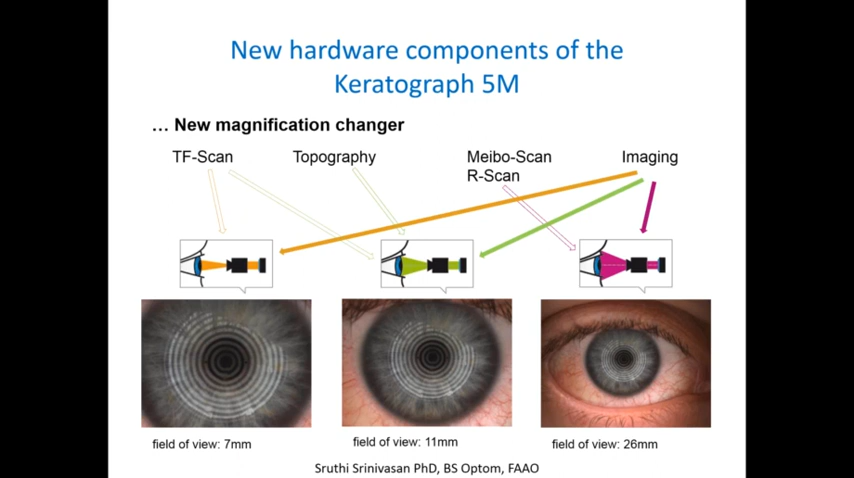 New hardware components of the
Keratograph 5M
... New magnification changer
TF-Scan
Topography
Meibo-Scan
R-Scan
Imaging
field of view: 7mm
field of view: 11mm
field of view: 26mm
Sruthi Srinivasan PhD, BS Optom, FAAO